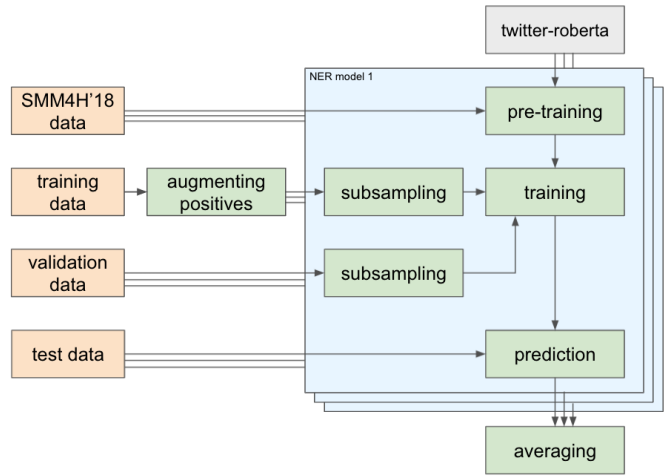 twitter-roberta
NER model 1
SMM4H'18
data
pre-training
training
data
augmenting
positives
subsampling
training
validation
data
subsampling
test data
prediction
averaging